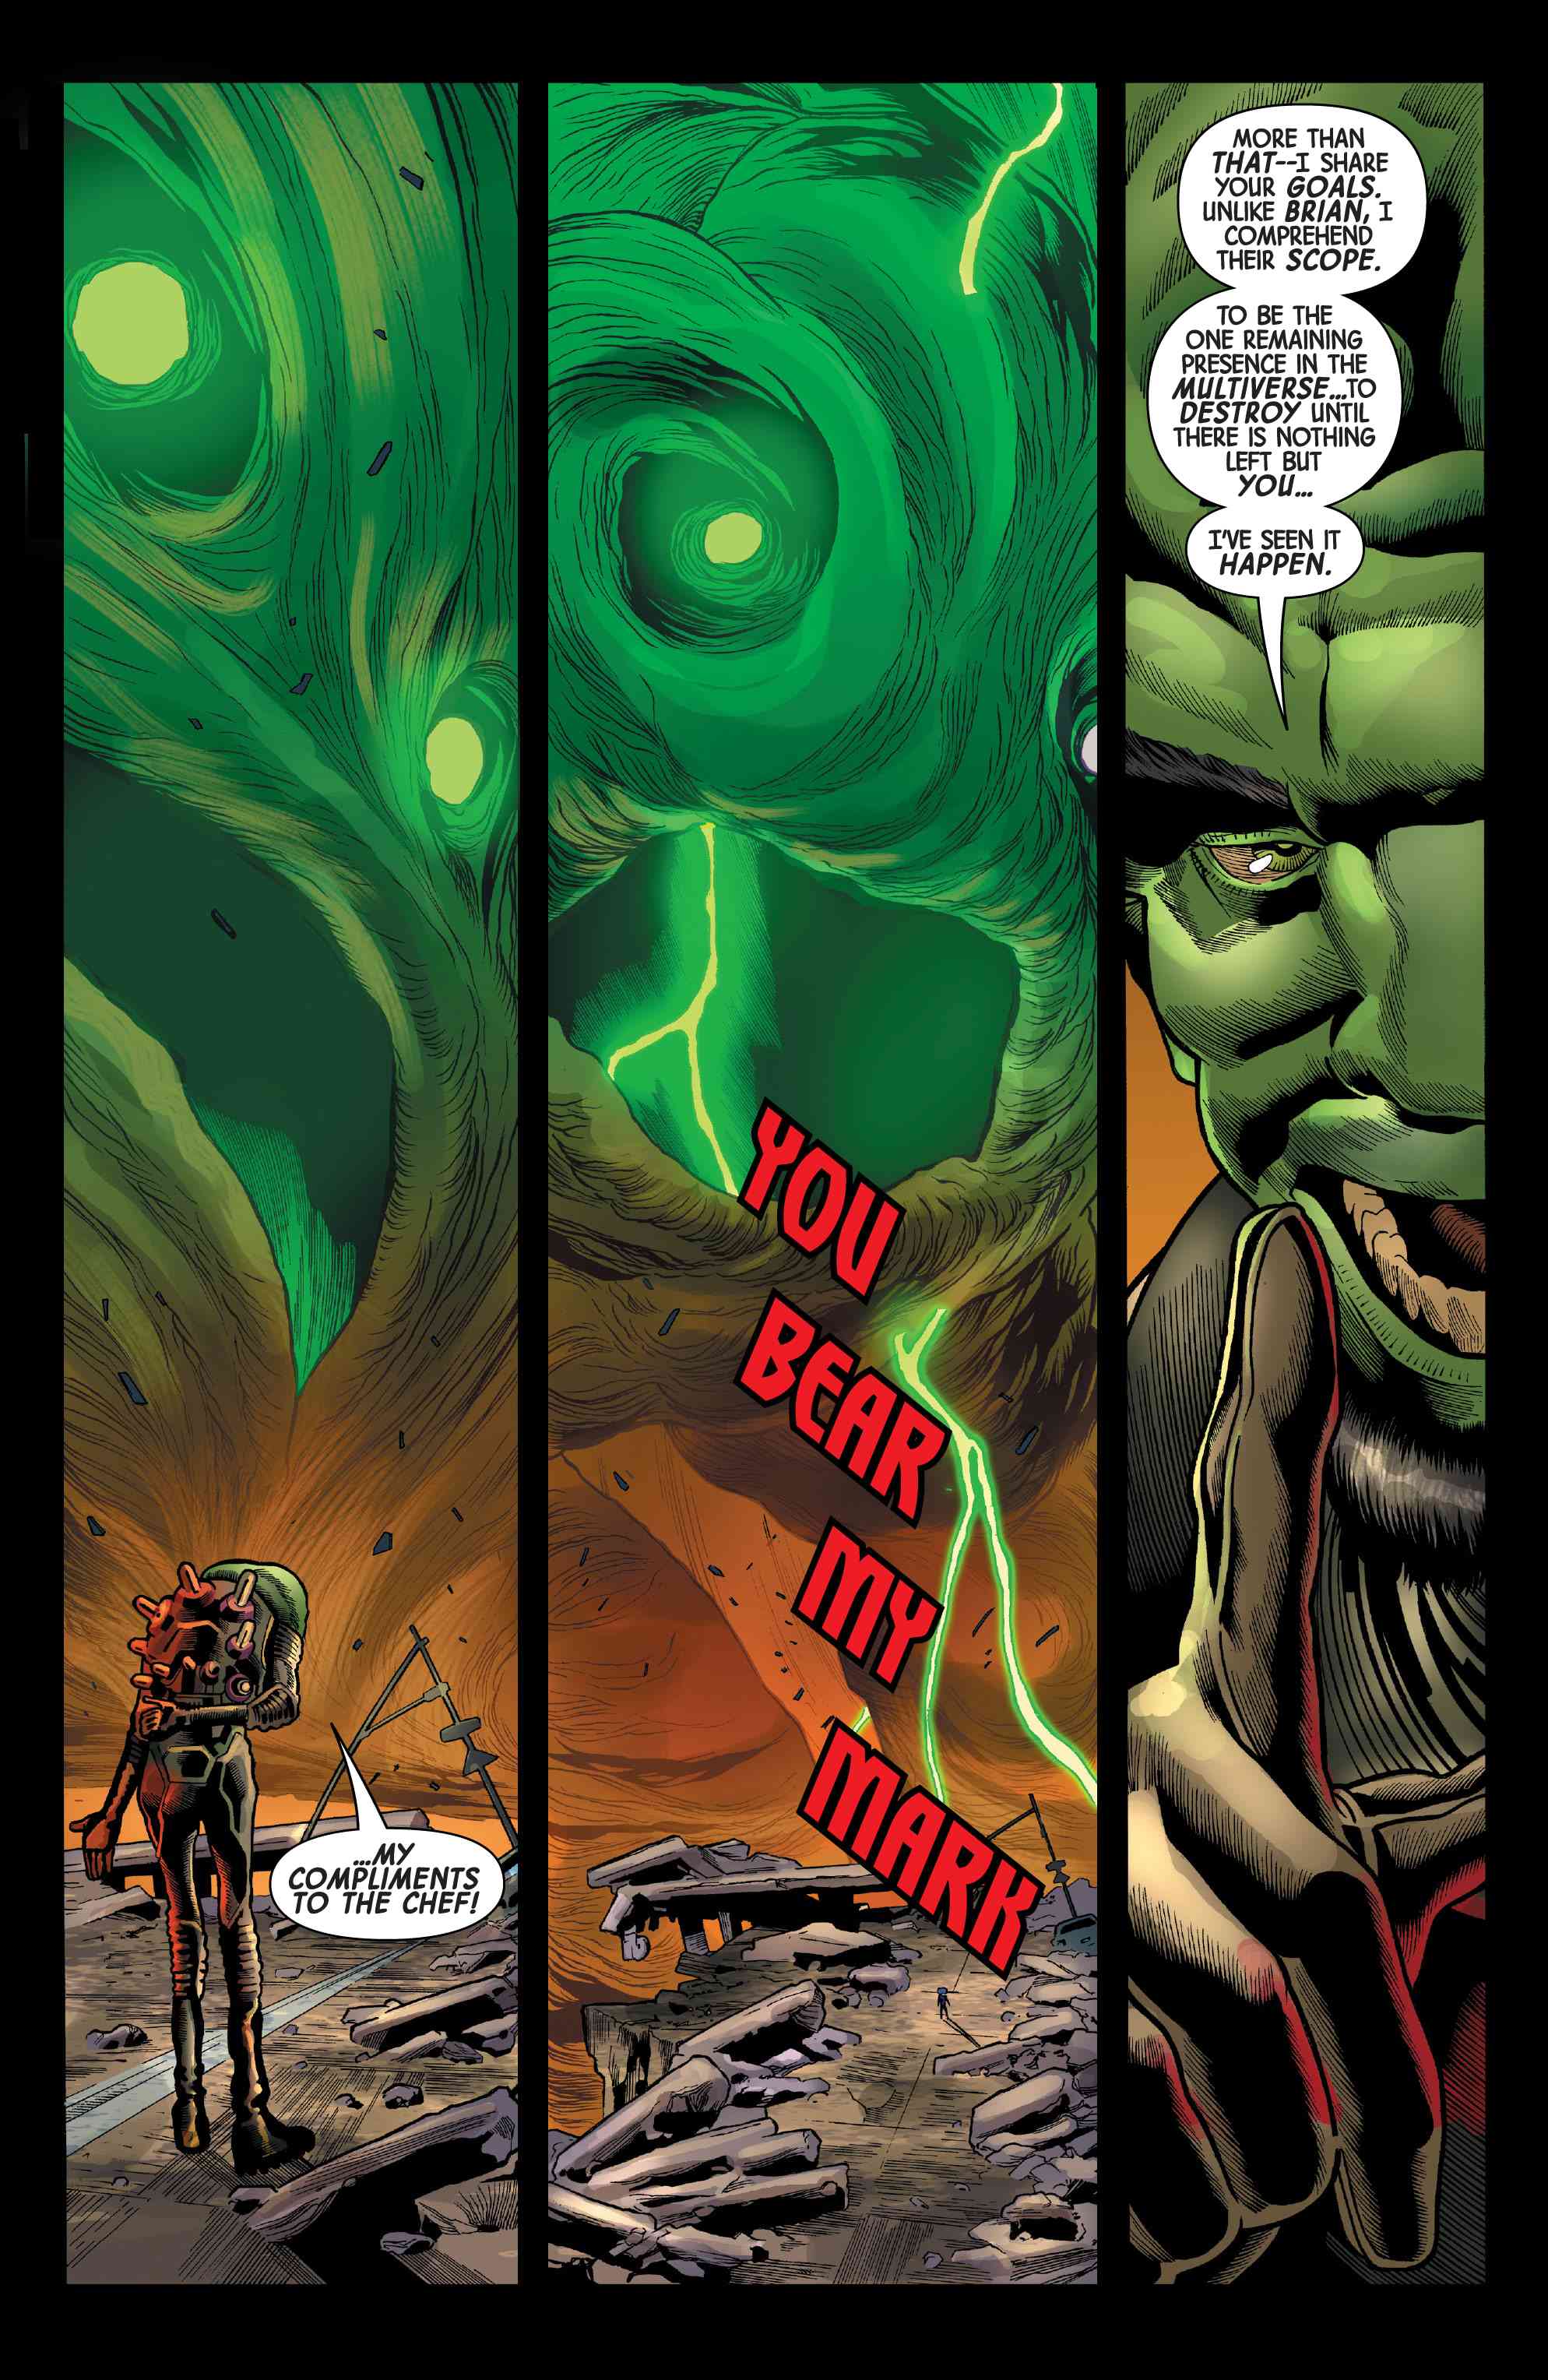 ...MY
COMPLIMENTS
TO THE CHEF!
YOU
BEAR
MY
MARK
MORE THAN
THAT--I SHARE
YOUR GOALS.
UNLIKE BRIAN, I
COMPREHEND
THEIR SCOPE.
TO BE THE
ONE REMAINING
PRESENCE IN THE
MULTIVERSE...TO
DESTROY UNTIL
THERE IS NOTHING
LEFT BUT
YOU...
I'VE SEEN IT
HAPPEN.